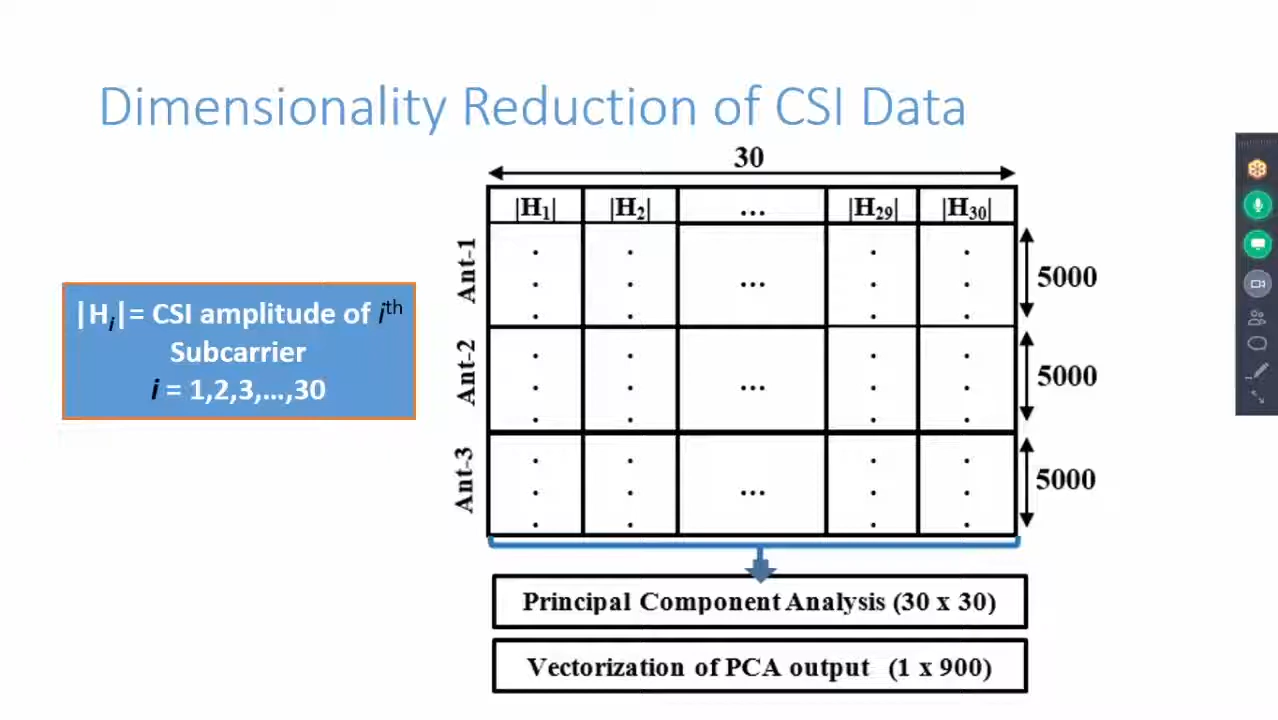 Dimensionality Reduction of CSI Data
30
|H1| |H2| ... |H29| |H30|
Ant-1 ... 5000
Ant-2 ... 5000
Ant-3 ... 5000
|Hi|= CSI amplitude of ith
Subcarrier
i = 1,2,3,...,30
Principal Component Analysis (30 x 30)
Vectorization of PCA output (1 x 900)